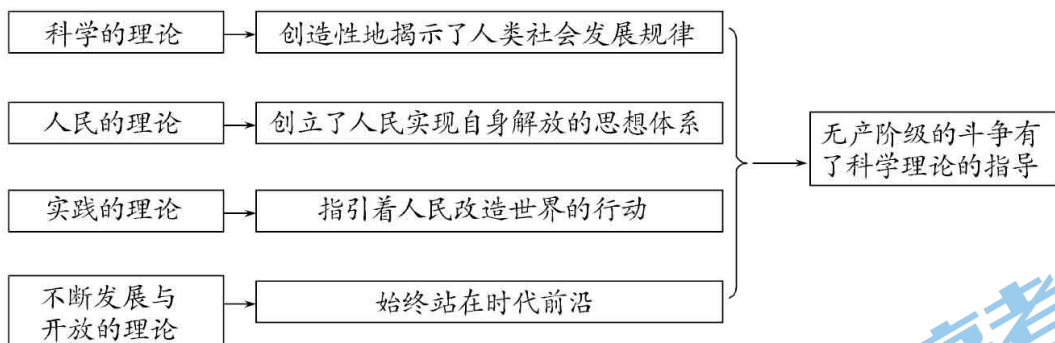 科学的理论
创造性地揭示了人类社会发展规律
人民的理论
创立了人民实现自身解放的思想体系
实践的理论
指引着人民改造世界的行动
不断发展与
开放的理论
始终站在时代前沿
无产阶级的斗争有
了科学理论的指导